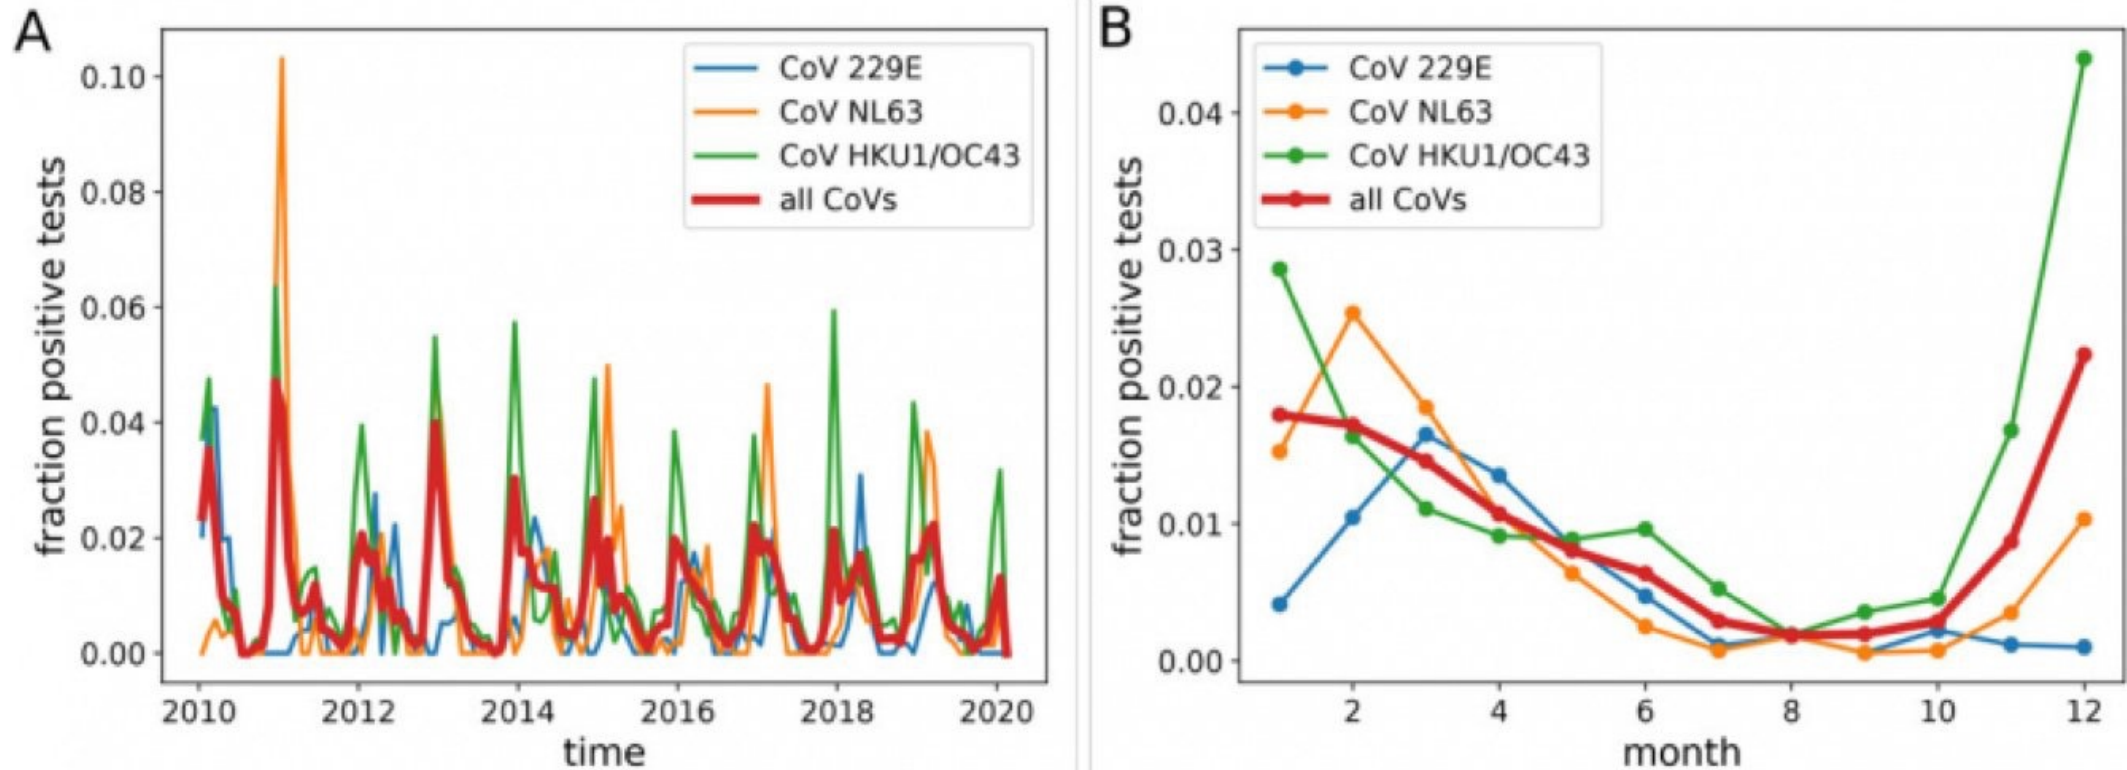 A
fraction positive tests
0.10
0.08
0.06
0.04
0.02
0.00
CoV 229E
CoV NL63
CoV HKU1/OC43
all CoVs
2010 2012 2014 2016 2018 2020
time
B
fraction positive tests
0.04
0.03
0.02
0.01
0.00
CoV 229E
CoV NL63
CoV HKU1/OC43
all CoVs
2 4 6 8 10 12
month